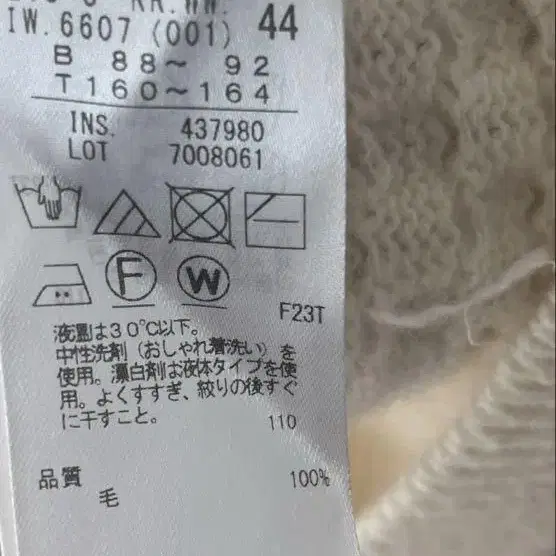 IW.6607 (001) 44
B 88～ 92
T160～164
INS. 437980
LOT 7008061
F W
F23T
液温は30℃以下。
中性洗剤（おしゃれ着洗い）を
使用。漂白剤は液体タイプを使
用。よくすすぎ、絞りの後すぐ
に干すこと。
110
品質 100%
毛